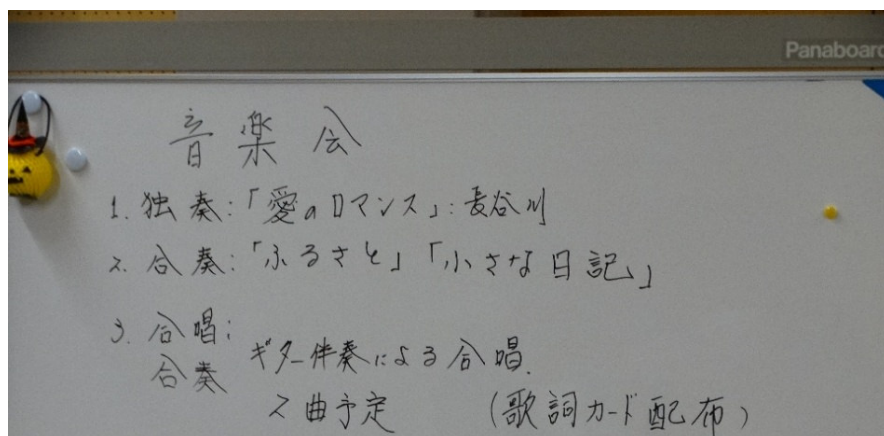 Panaboard
音楽会
1. 独奏:「愛のロマンス」:長谷川
2. 合奏:「ふるさと」「小さな日記」
3. 合唱;
合奏 ギター伴奏による合唱.
2曲予定 (歌詞カード配布)